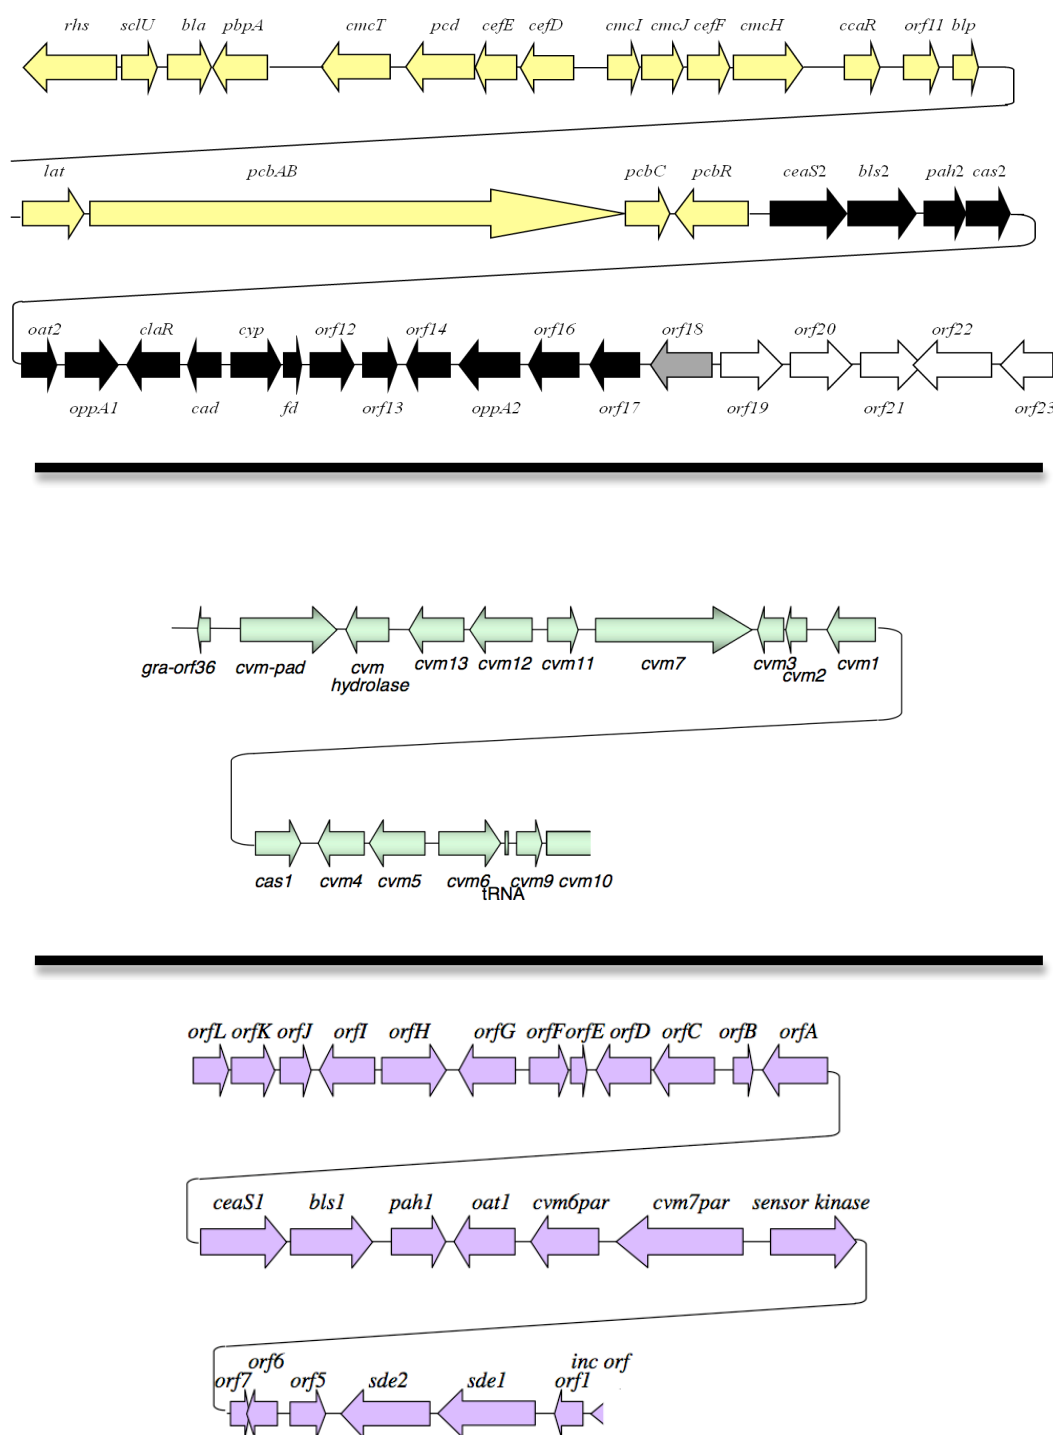 rhs sclU bla pbpA cmcT pcd cefE cefD cmcI cmcJ cefF cmcH ccaR orf11 blp
lat pcbAB pcbC pcbR ceaS2 bls2 pah2 cas2
oat2 claR cyp orf12 orf14 orf16 orf18 orf20 orf22
oppA1 cad fd orf13 oppA2 orf17 orf19 orf21 orf23
gra-orf36 cvm-pad cvm cvm13 cvm12 cvm11 cvm7 cvm3 cvm1
hydrolase cvm2
cas1 cvm4 cvm5 cvm6 cvm9 cvm10
tRNA
orfL orfK orfJ orfI orfH orfG orfF orfE orfD orfC orfB orfA
ceaS1 bls1 pah1 oat1 cvm6par cvm7par sensor kinase
orf6 inc orf
orf7 orf5 sde2 sde1 orf1